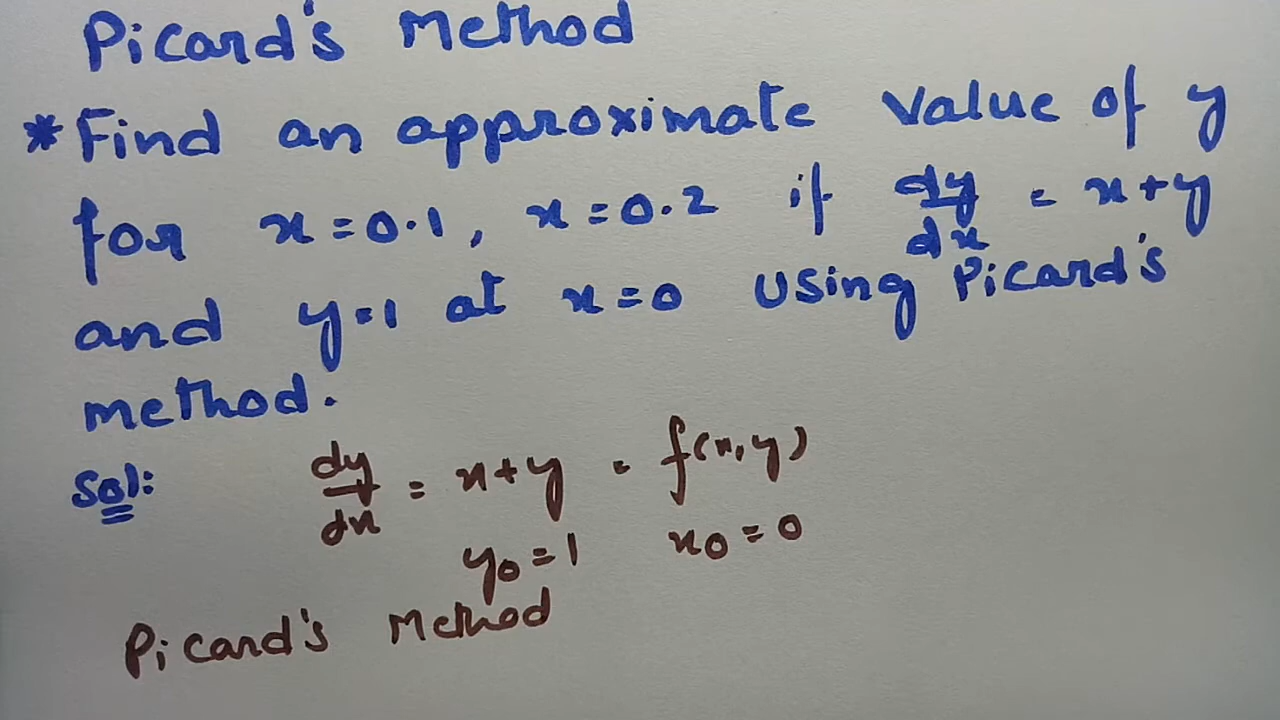 Picard's Method
*Find an approximate value of y
for x=0.1, x=0.2 if dy/dx = x+y
and y=1 at x=0 using Picard's
method.
Sol: dy/dx = x+y = f(x,y)
y0=1 x0=0
Picard's Method